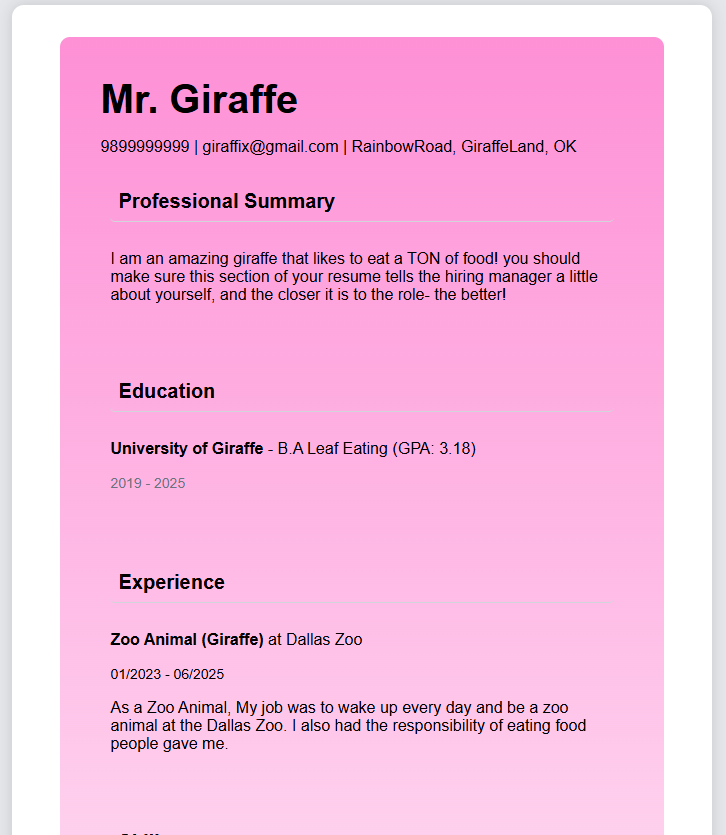 Mr. Giraffe
9899999999 | giraffix@gmail.com | RainbowRoad, GiraffeLand, OK
Professional Summary
I am an amazing giraffe that likes to eat a TON of food! you should
make sure this section of your resume tells the hiring manager a little
about yourself, and the closer it is to the role- the better!
Education
University of Giraffe - B.A Leaf Eating (GPA: 3.18)
2019 - 2025
Experience
Zoo Animal (Giraffe) at Dallas Zoo
01/2023 - 06/2025
As a Zoo Animal, My job was to wake up every day and be a zoo
animal at the Dallas Zoo. I also had the responsibility of eating food
people gave me.